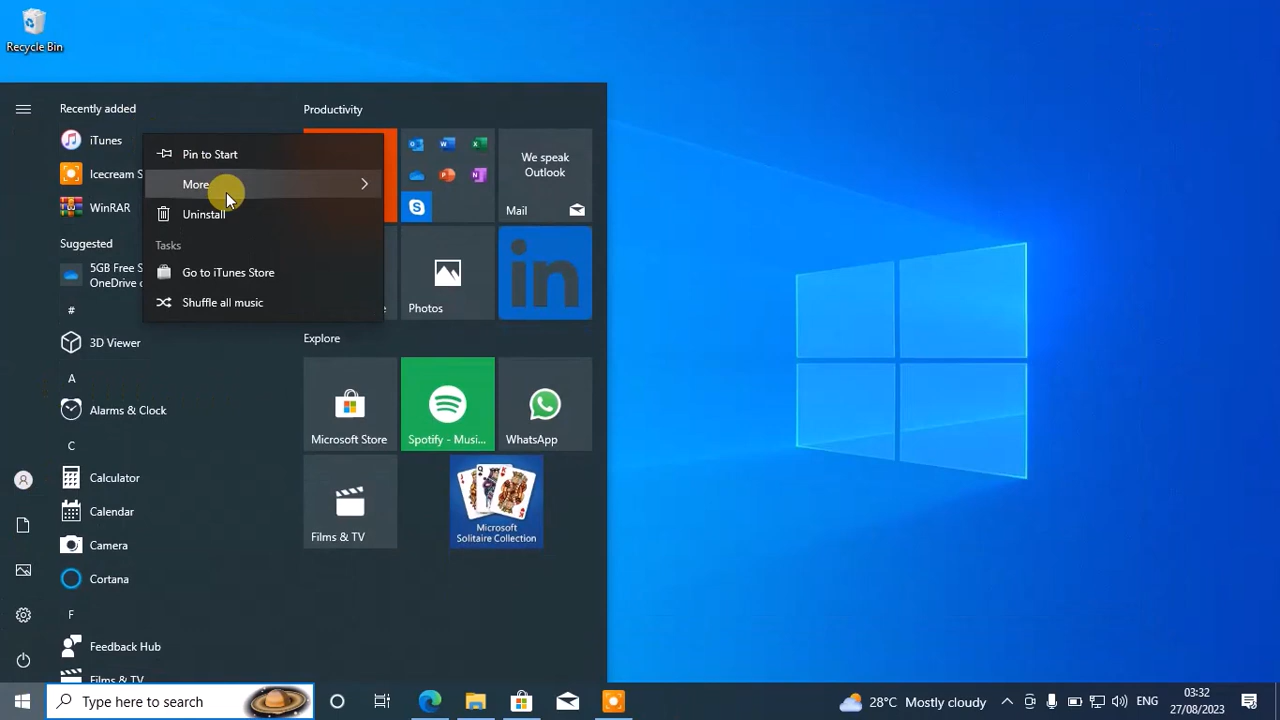 Recycle Bin
Recently added
iTunes
Icecream S
WinRAR
Suggested
5GB Free S
OneDrive c
#
3D Viewer
A
Alarms & Clock
C
Calculator
Calendar
Camera
Cortana
F
Feedback Hub
Films & TV
Pin to Start
More
Uninstall
Tasks
Go to iTunes Store
Shuffle all music
Productivity
We speak
Outlook
Mail
e
Photos
in
Explore
Microsoft Store
Spotify - Musi...
WhatsApp
Films & TV
Microsoft
Solitaire Collection
Type here to search
28°C Mostly cloudy
ENG
03:32
27/08/2023